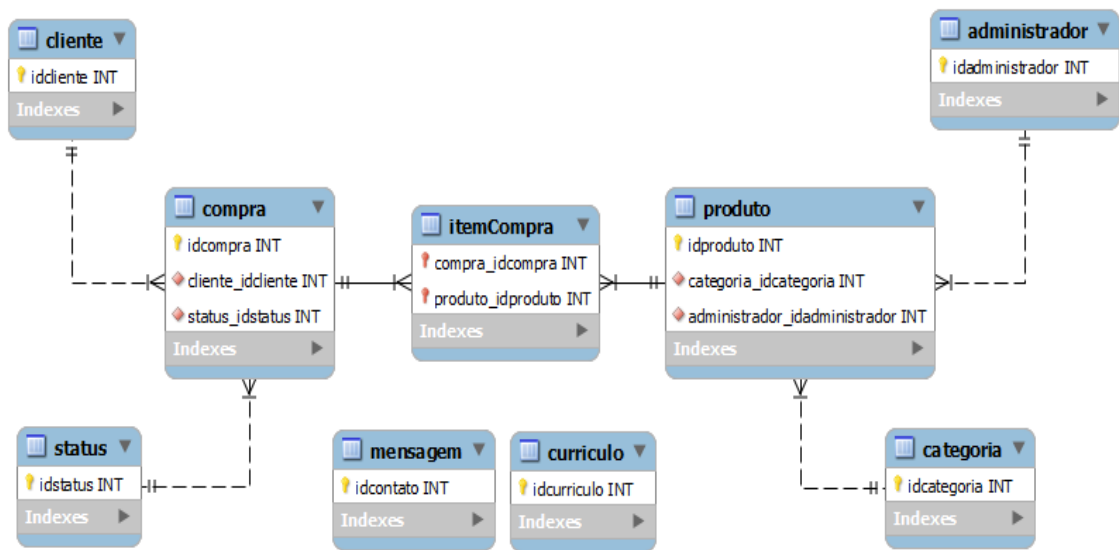 cliente
idcliente INT
Indexes
administrador
idadministrador INT
Indexes
compra
idcompra INT
cliente_idcliente INT
status_idstatus INT
Indexes
itemCompra
compra_idcompra INT
produto_idproduto INT
Indexes
produto
idproduto INT
categoria_idcategoria INT
administrador_idadministrador INT
Indexes
status
idstatus INT
Indexes
mensagem
idcontato INT
Indexes
curriculo
idcurriculo INT
Indexes
categoria
idcategoria INT
Indexes